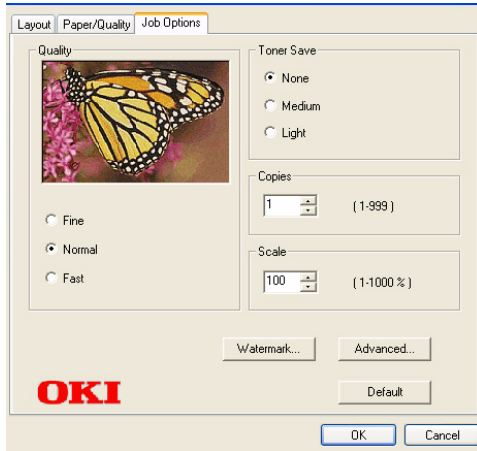 Layout
Paper/Quality
Job Options
Quality
Fine
Normal
Fast
Toner Save
None
Medium
Light
Copies
1
( 1-999 )
Scale
100
( 1-1000 % )
Watermark...
Advanced...
OKI
Default
OK
Cancel